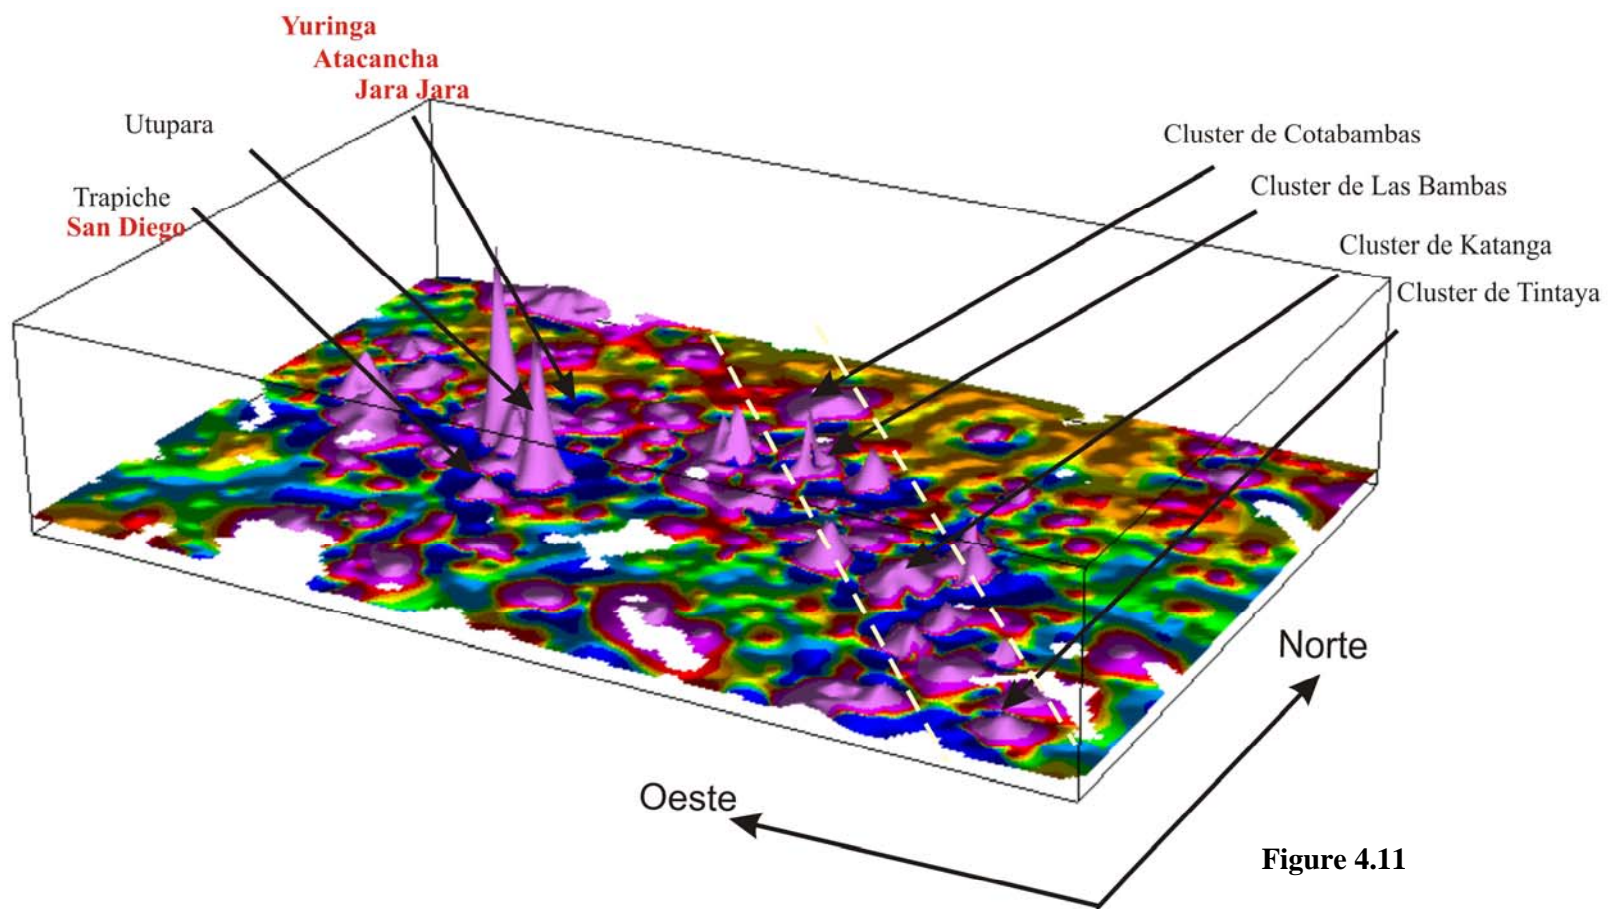 Yuringa
Atacancha
Jara Jara
Utupara
Trapiche
San Diego
Cluster de Cotabambas
Cluster de Las Bambas
Cluster de Katanga
Cluster de Tintaya
Norte
Oeste
Figure 4.11